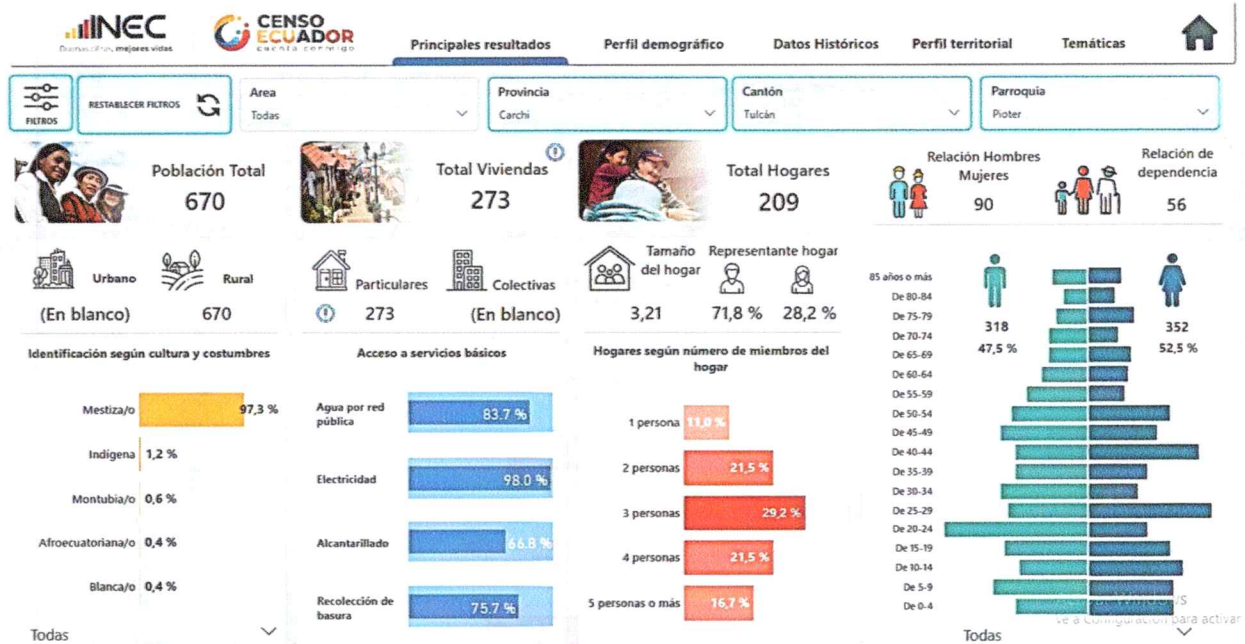 INEC
Buenas cifras, mejores vidas
CENSO
ECUADOR
cuenta conmigo
Principales resultados
Perfil demográfico
Datos Históricos
Perfil territorial
Temáticas
FILTROS
RESTABLECER FILTROS
Area
Todas
Provincia
Carchi
Cantón
Tulcán
Parroquia
Pioter
Población Total
670
Total Viviendas
273
Total Hogares
209
Relación Hombres
Mujeres
90
Relación de
dependencia
56
Urbano
(En blanco)
Rural
670
Particulares
273
Colectivas
(En blanco)
Tamaño
del hogar
3,21
Representante hogar
71,8 % 28,2 %
Identificación según cultura y costumbres
Mestiza/o 97,3 %
Indígena 1,2 %
Montubia/o 0,6 %
Afroecuatoriana/o 0,4 %
Blanca/o 0,4 %
Todas
Acceso a servicios básicos
Agua por red
pública
83.7 %
Electricidad 98.0 %
Alcantarillado 66.8 %
Recolección de
basura
75.7 %
Hogares según número de miembros del
hogar
1 persona 11,0 %
2 personas 21,5 %
3 personas 29,2 %
4 personas 21,5 %
5 personas o más 16,7 %
318
47,5 %
352
52,5 %
85 años o más
De 80-84
De 75-79
De 70-74
De 65-69
De 60-64
De 55-59
De 50-54
De 45-49
De 40-44
De 35-39
De 30-34
De 25-29
De 20-24
De 15-19
De 10-14
De 5-9
De 0-4
Todas
Windows
Ve a Configuración para activar